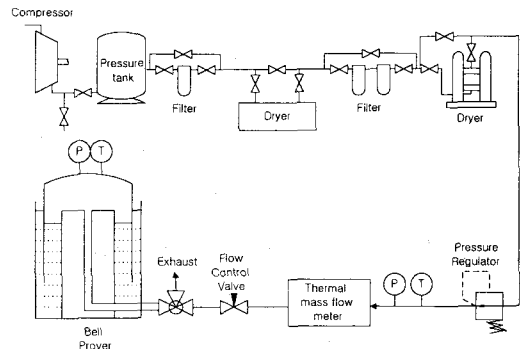 Compressor
Pressure
tank
Filter
Dryer
Filter
Dryer
P
T
Exhaust
Flow
Control
Valve
Thermal
mass flow
meter
P
T
Pressure
Regulator
Bell
Prover